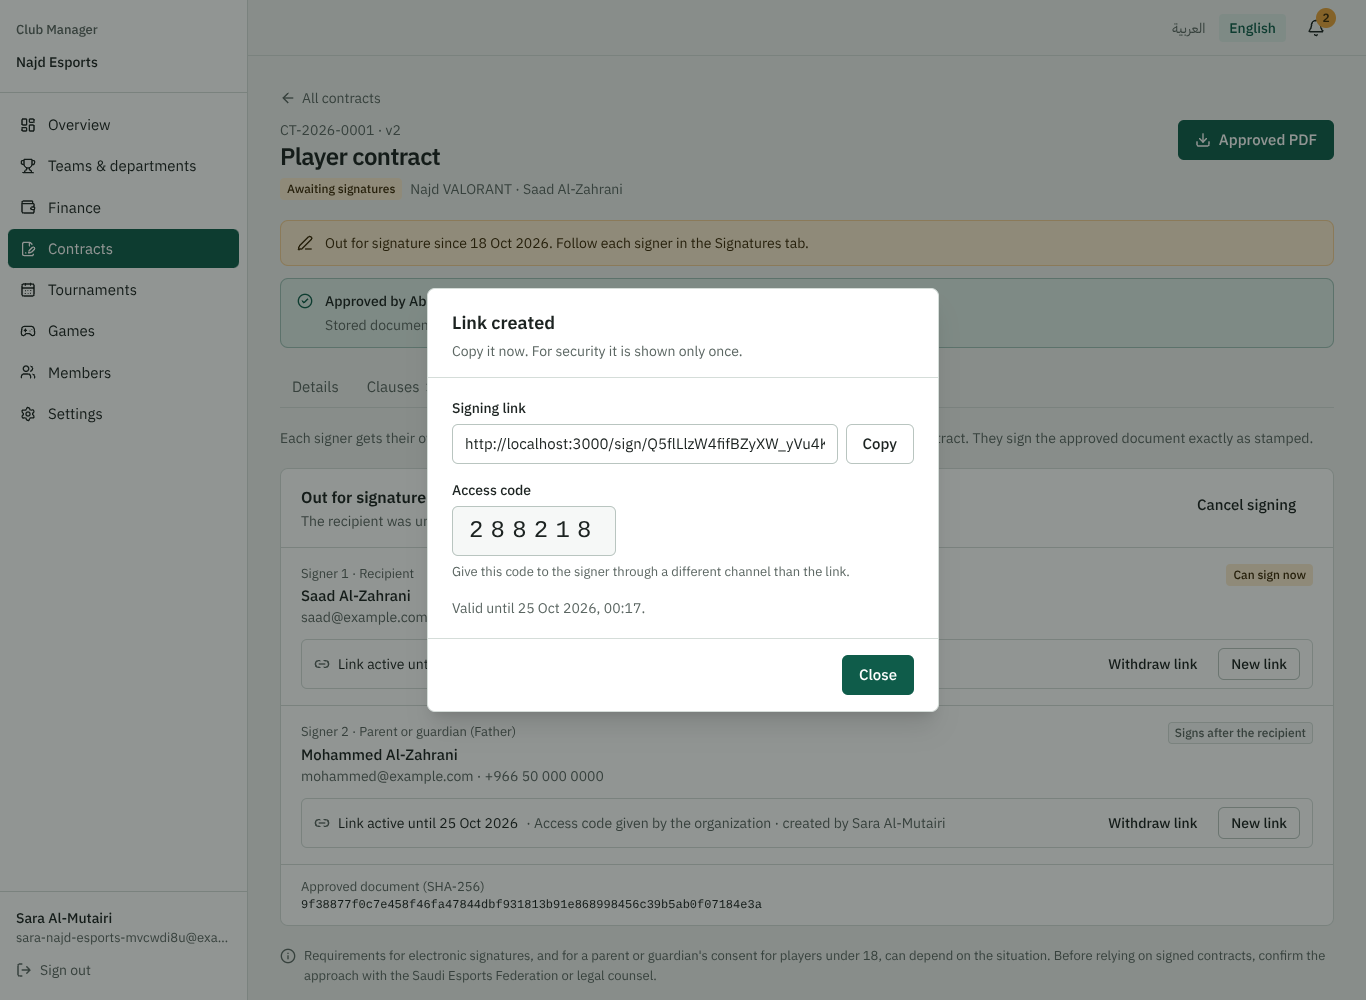 Club Manager
Najd Esports
Overview
Teams & departments
Finance
Contracts
Tournaments
Games
Members
Settings
Sara Al-Mutairi
sara-najd-esports-mvcwdi8u@exa...
Sign out
العربية
English
2
All contracts
CT-2026-0001 · v2
Player contract
Approved PDF
Awaiting signatures
Najd VALORANT · Saad Al-Zahrani
Out for signature since 18 Oct 2026. Follow each signer in the Signatures tab.
Approved by
Stored
Details
Clauses
Each signer gets their
They sign the approved document exactly as stamped.
Out for signature
The recipient was
Cancel signing
Signer 1 · Recipient
Can sign now
Saad Al-Zahrani
saad@example.com
Link active
Withdraw link
New link
Signer 2 · Parent or guardian (Father)
Signs after the recipient
Mohammed Al-Zahrani
mohammed@example.com · +966 50 000 0000
Link active until 25 Oct 2026 · Access code given by the organization · created by Sara Al-Mutairi
Withdraw link
New link
Approved document (SHA-256)
9f38877f0c7e458f46fa47844dbf931813b91e868998456c39b5ab0f07184e3a
Requirements for electronic signatures, and for a parent or guardian's consent for players under 18, can depend on the situation. Before relying on signed contracts, confirm the
approach with the Saudi Esports Federation or legal counsel.
Link created
Copy it now. For security it is shown only once.
Signing link
http://localhost:3000/sign/Q5flLlzW4fifBZyXW_yVu4
Copy
Access code
288218
Give this code to the signer through a different channel than the link.
Valid until 25 Oct 2026, 00:17.
Close